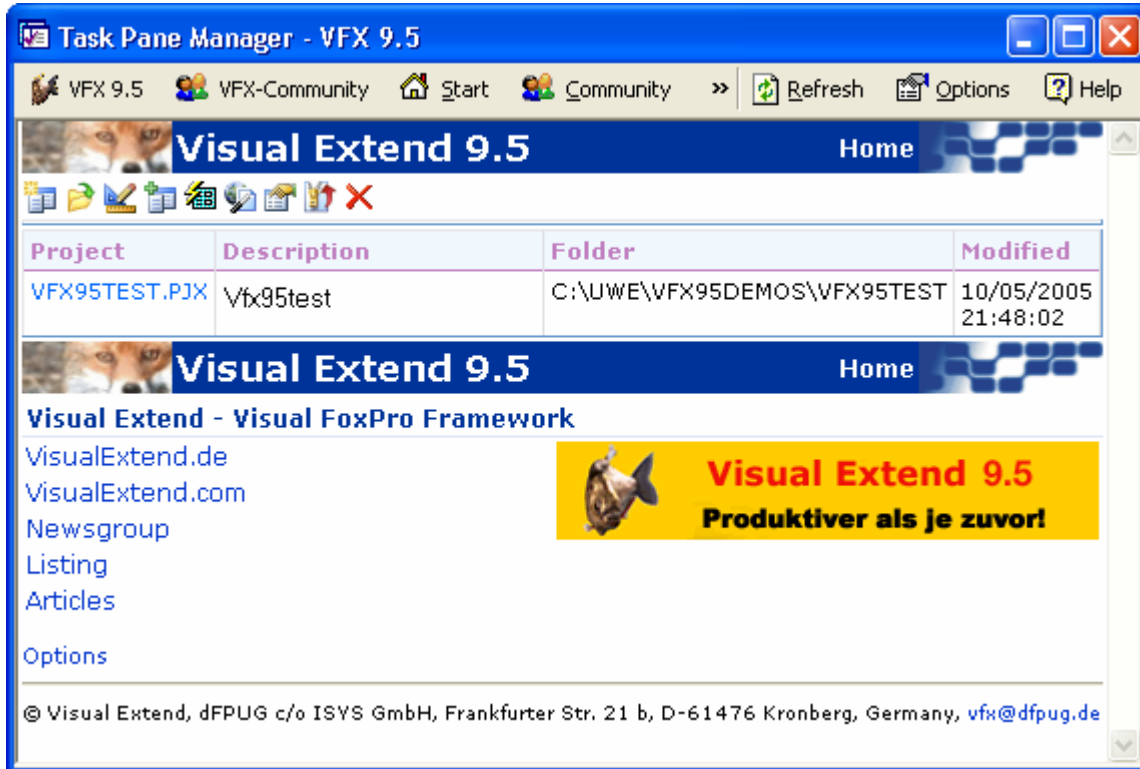 Task Pane Manager - VFX 9.5
VFX 9.5 VFX-Community Start Community » Refresh Options Help
Visual Extend 9.5 Home
Project Description Folder Modified
VFX95TEST.PJX Vfx95test C:\UWE\VFX95DEMOS\VFX95TEST 10/05/2005
21:48:02
Visual Extend 9.5 Home
Visual Extend - Visual FoxPro Framework
VisualExtend.de
VisualExtend.com
Newsgroup
Listing
Articles
Visual Extend 9.5
Produktiver als je zuvor!
Options
© Visual Extend, dFPUG c/o ISYS GmbH, Frankfurter Str. 21 b, D-61476 Kronberg, Germany, vfx@dfpug.de